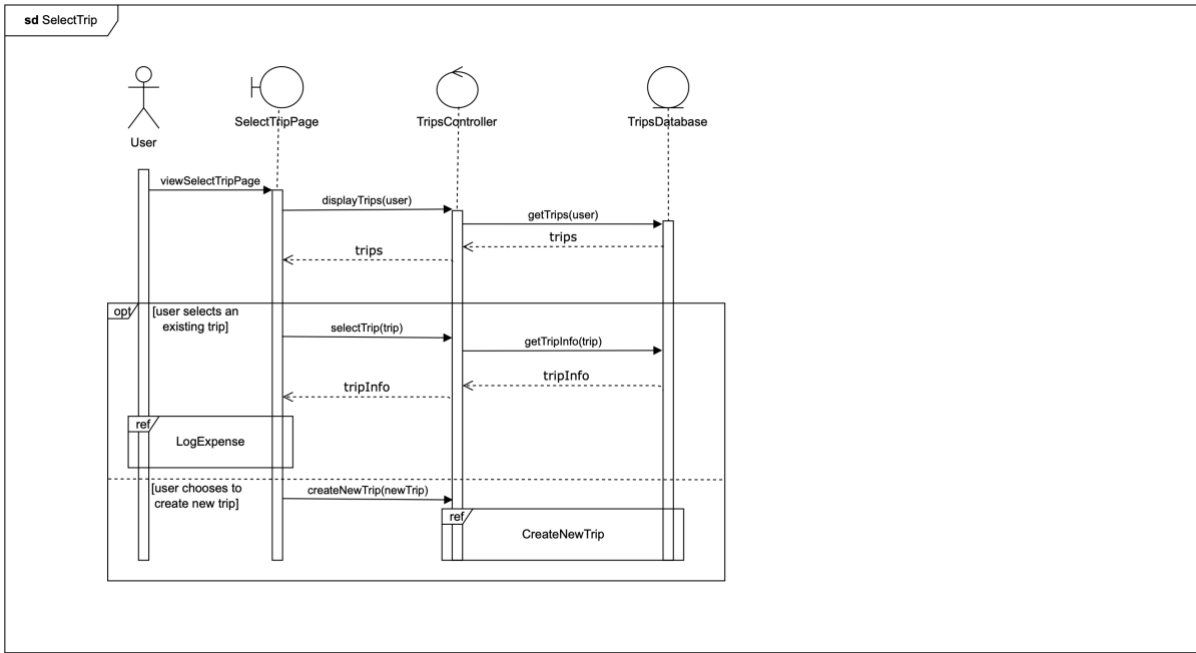 sd SelectTrip
User
SelectTripPage
TripsController
TripsDatabase
viewSelectTripPage
displayTrips(user)
getTrips(user)
trips
trips
opt
[user selects an
existing trip]
selectTrip(trip)
getTripInfo(trip)
tripInfo
tripInfo
ref
LogExpense
[user chooses to
create new trip]
createNewTrip(newTrip)
ref
CreateNewTrip